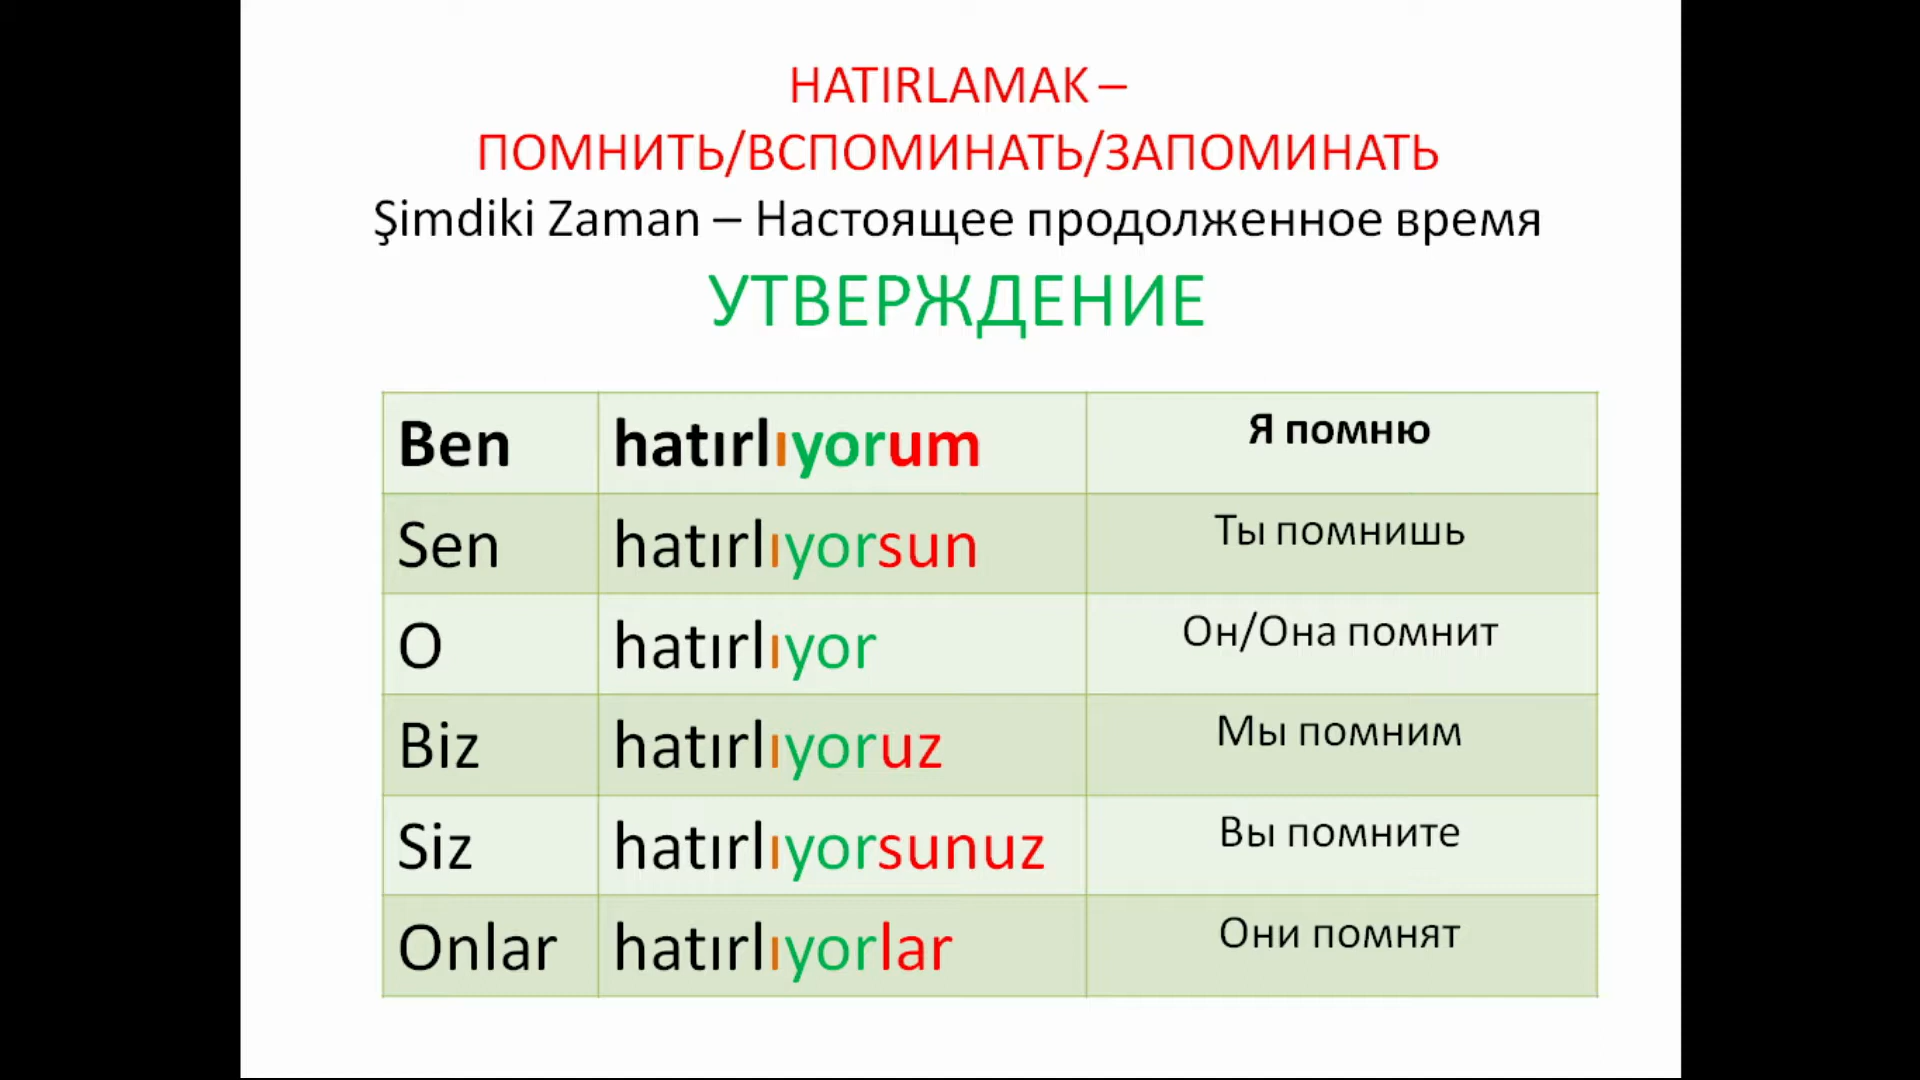 HATIRLAMAK –
ПОМНИТЬ/ВСПОМИНАТЬ/ЗАПОМИНАТЬ
Şimdiki Zaman – Настоящее продолженное время
УТВЕРЖДЕНИЕ
Ben hatırlıyorum Я помню
Sen hatırlıyorsun Ты помнишь
O hatırlıyor Он/Она помнит
Biz hatırlıyoruz Мы помним
Siz hatırlıyorsunuz Вы помните
Onlar hatırlıyorlar Они помнят